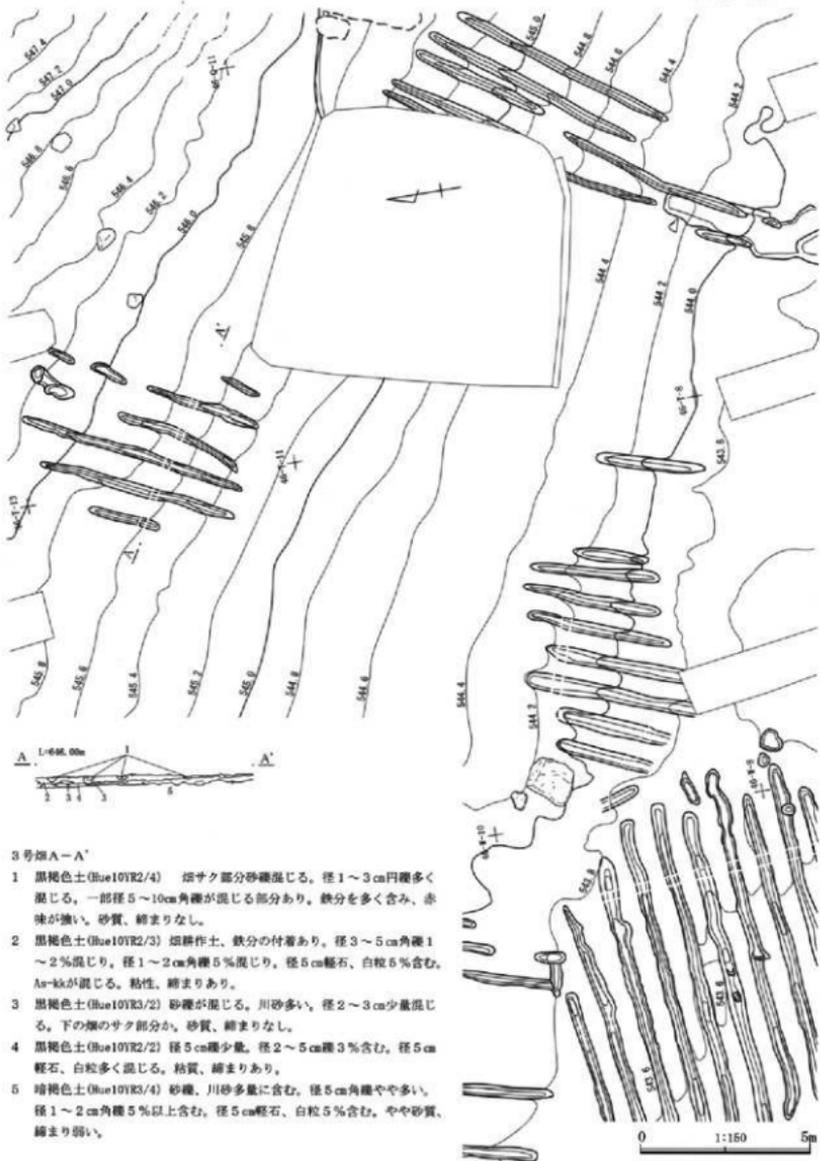 547.4
547.2
547.0
546.8
546.6
546.4
546.2
546.0
545.8
545.0
544.8
544.6
544.4
544.2
544.4
544.2
544.0
46-T-8
543.8
A'
A
545.8
545.6
545.4
545.2
545.0
544.8
544.6
544.4
544.2
46-W-10
543.8
543.6
543.6
A L=646.00m 1 A'
2 3 4 3 5
3号畑A-A'
1 黒褐色土(Hue10YR2/4) 畑サク部分砂礫混じる。径1~3㎝円礫多く
混じる。一部径5~10㎝角礫が混じる部分あり。鉄分を多く含み、赤
味が強い。砂質、締まりなし。
2 黒褐色土(Hue10YR2/3) 畑耕作土、鉄分の付着あり。径3~5㎝角礫1
~2%混じり、径1~2㎝角礫5%混じり、径5㎝軽石、白粒5%含む。
As-kkが混じる。粘性、締まりあり。
3 黒褐色土(Hue10YR3/2) 砂礫が混じる。川砂多い。径2~3㎝少量混じ
る。下の畑のサク部分か。砂質、締まりなし。
4 黒褐色土(Hue10YR2/2) 径5㎝礫少量。径2~5㎝礫3%含む。径5㎝
軽石、白粒多く混じる。粘質、締まりあり。
5 暗褐色土(Hue10YR3/4) 砂礫、川砂多量に含む。径5㎝角礫やや多い。
径1~2㎝角礫5%以上含む。径5㎝軽石、白粒5%含む。やや砂質、
締まり弱い。
0 1:150 5m